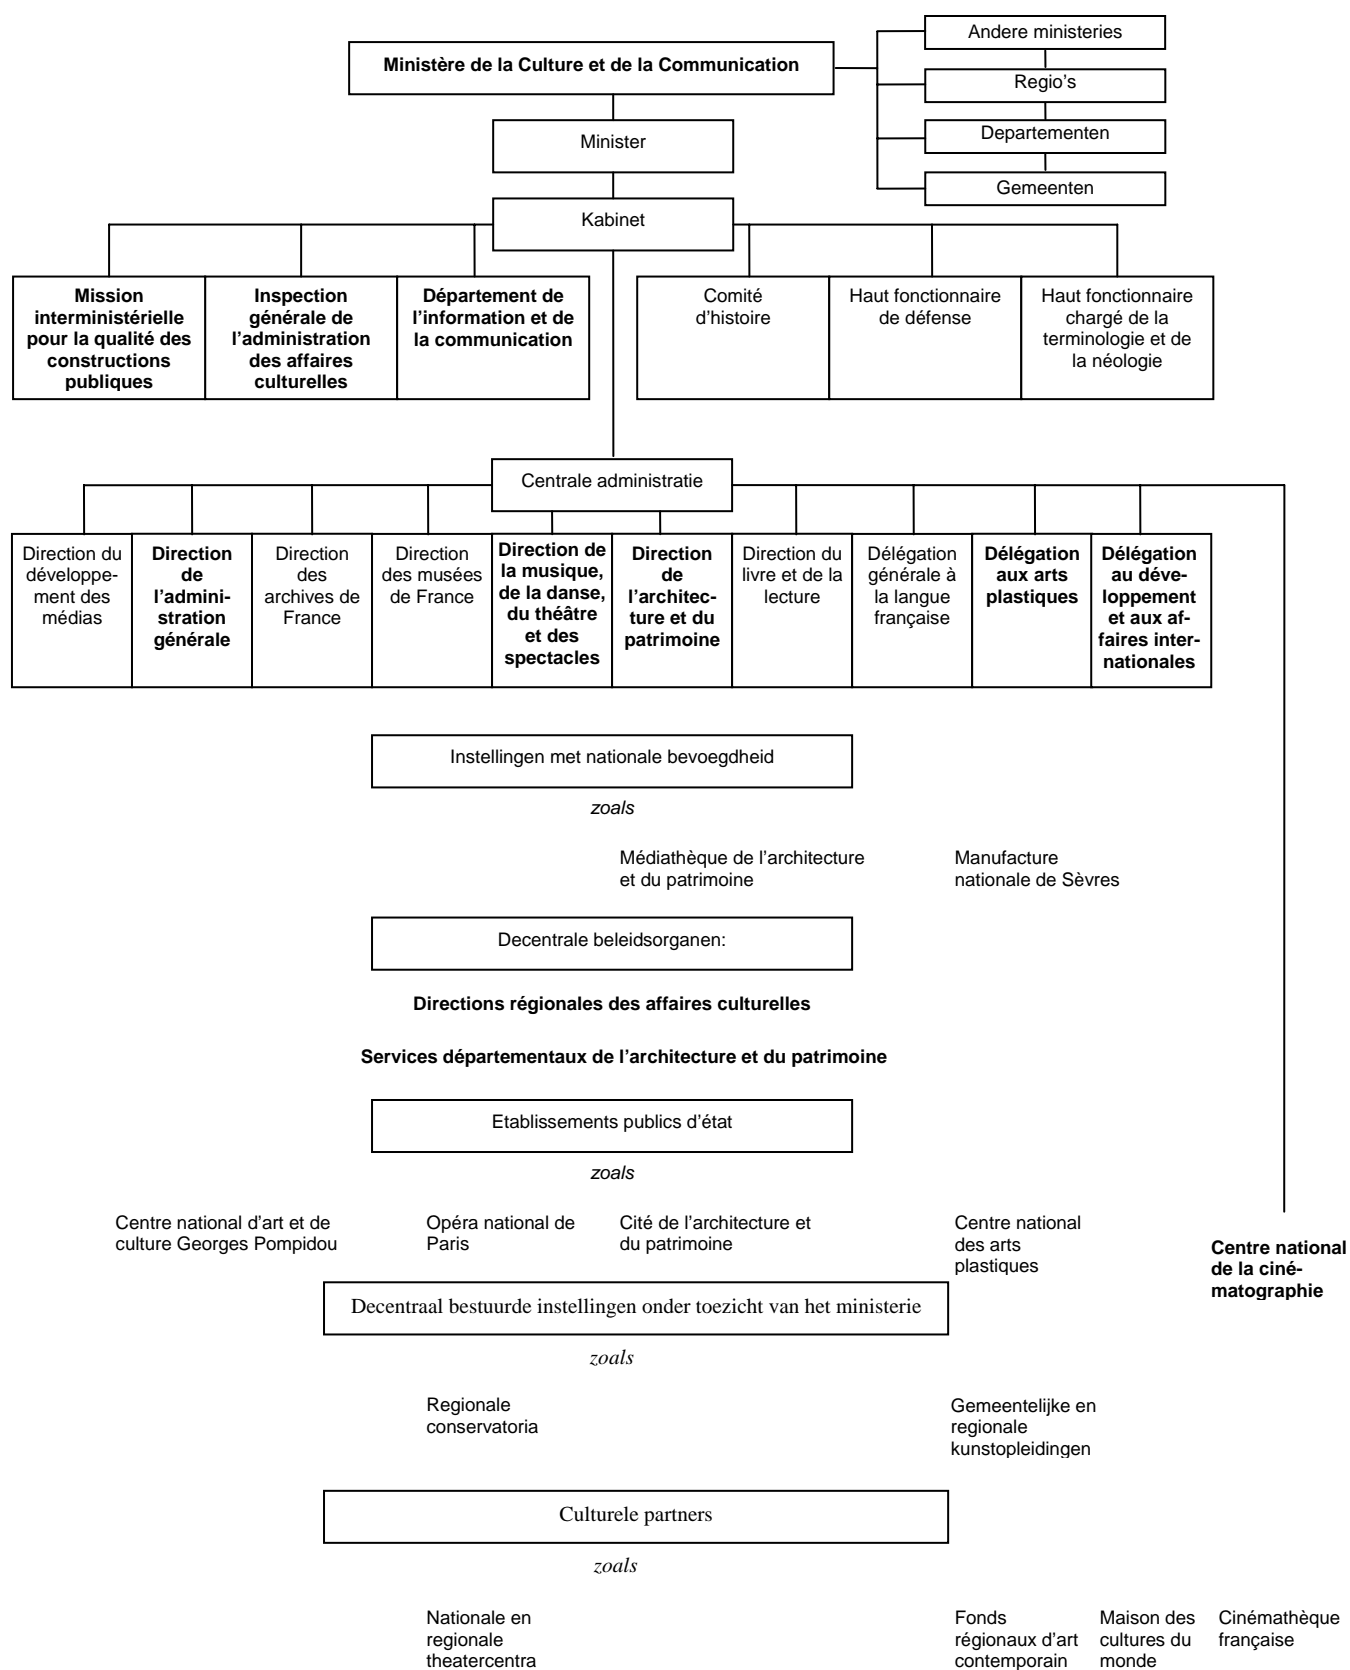 Andere ministeries
Ministère de la Culture et de la Communication
Regio's
Departementen
Minister
Gemeenten
Kabinet
Mission
interministérielle
pour la qualité des
constructions
publiques
Inspection
générale de
l'administration
des affaires
culturelles
Département de
l'information et de
la communication
Comité
d'histoire
Haut fonctionnaire
de défense
Haut fonctionnaire
chargé de la
terminologie et de
la néologie
Centrale administratie
Direction du
développe-
ment des
médias
Direction
de
l'admini-
stration
générale
Direction
des
archives de
France
Direction
des musées
de France
Direction de
la musique,
de la danse,
du théâtre
et des
spectacles
Direction
de
l'architec-
ture et du
patrimoine
Direction du
livre et de la
lecture
Délégation
générale à
la langue
française
Délégation
aux arts
plastiques
Délégation
au déve-
loppement
et aux af-
faires inter-
nationales
Instellingen met nationale bevoegdheid
zoals
Médiathèque de l'architecture
et du patrimoine
Manufacture
nationale de Sèvres
Decentrale beleidsorganen:
Directions régionales des affaires culturelles
Services départementaux de l'architecture et du patrimoine
Etablissements publics d'état
zoals
Centre national d'art et de
culture Georges Pompidou
Opéra national de
Paris
Cité de l'architecture et
du patrimoine
Centre national
des arts
plastiques
Centre national
de la ciné-
matographie
Decentraal bestuurde instellingen onder toezicht van het ministerie
zoals
Regionale
conservatoria
Gemeentelijke en
regionale
kunstopleidingen
Culturele partners
zoals
Nationale en
regionale
theatercentra
Fonds
régionaux d'art
contemporain
Maison des
cultures du
monde
Cinémathèque
française